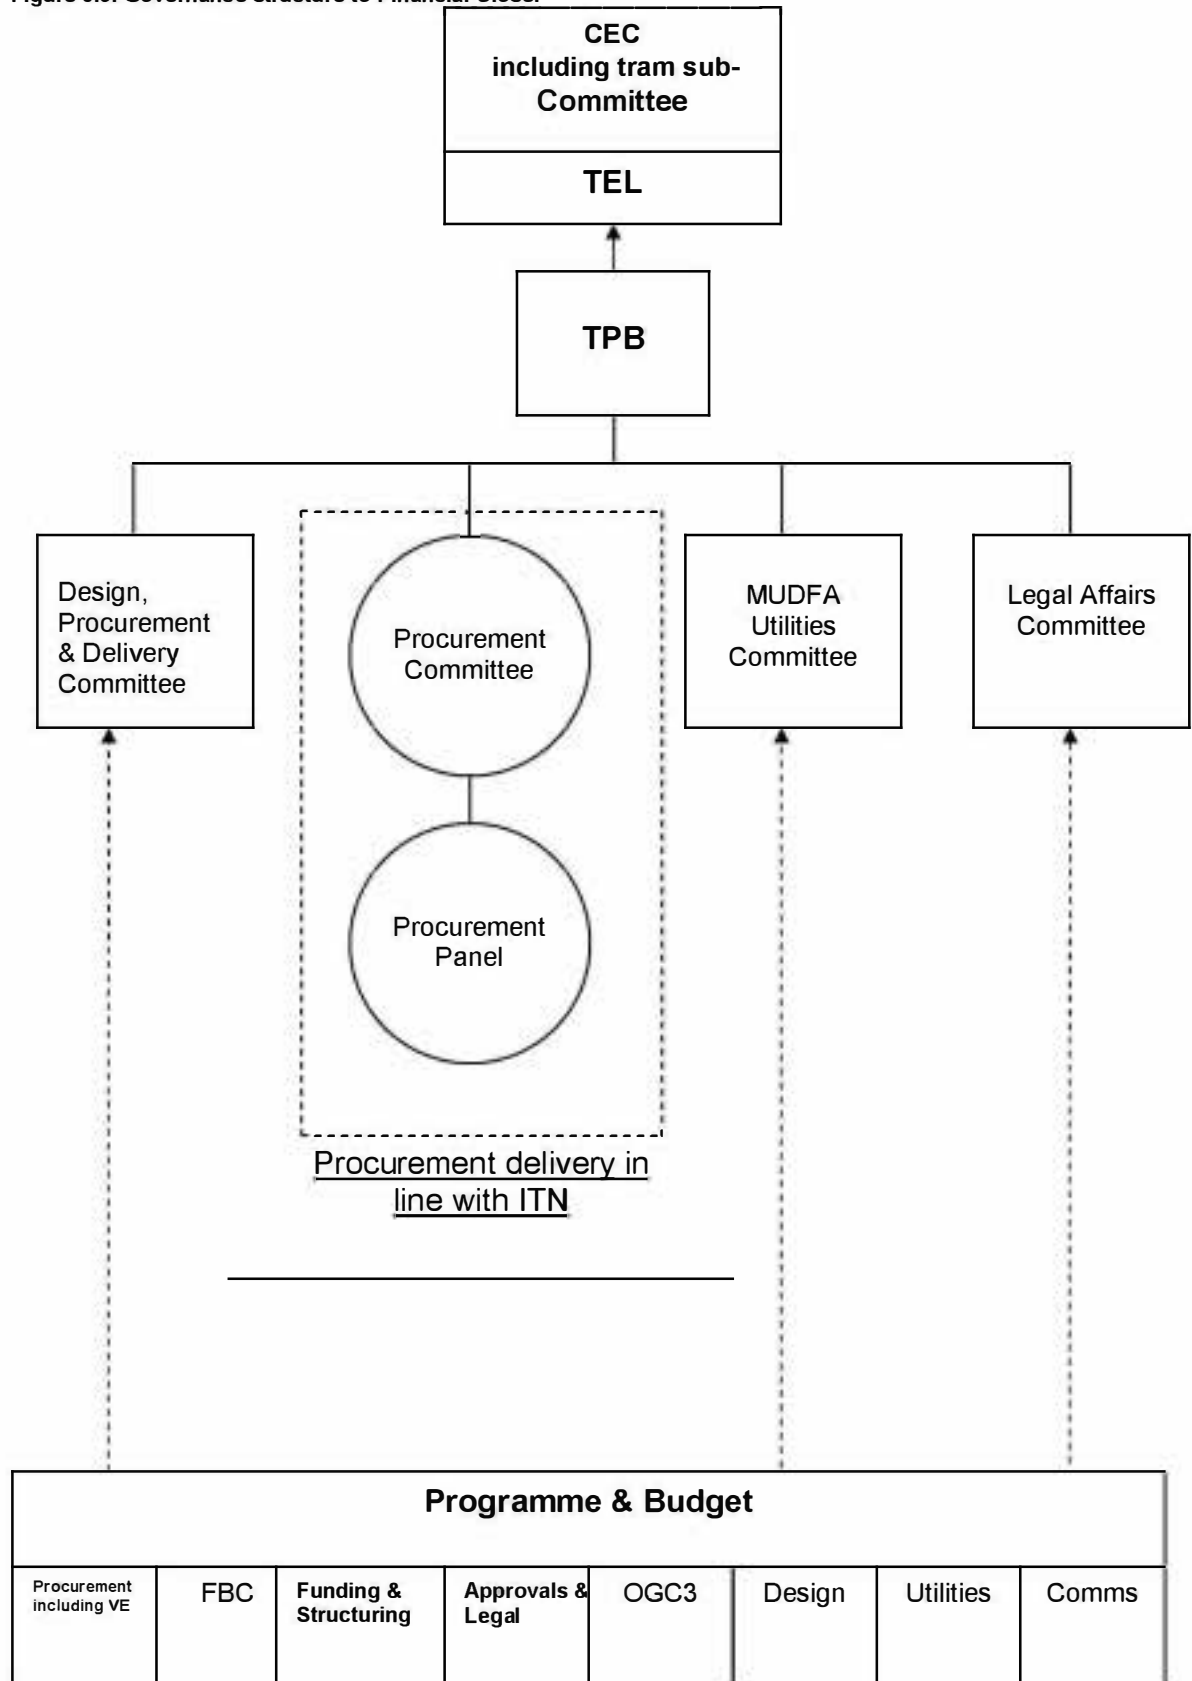 CEC
including tram sub-
Committee
TEL
TPB
Design,
Procurement
& Delivery
Committee
Procurement
Committee
MUDFA
Utilities
Committee
Legal Affairs
Committee
Procurement
Panel
Procurement delivery in
line with ITN
Programme & Budget
Procurement
including VE
FBC
Funding &
Structuring
Approvals &
Legal
OGC3
Design
Utilities
Comms